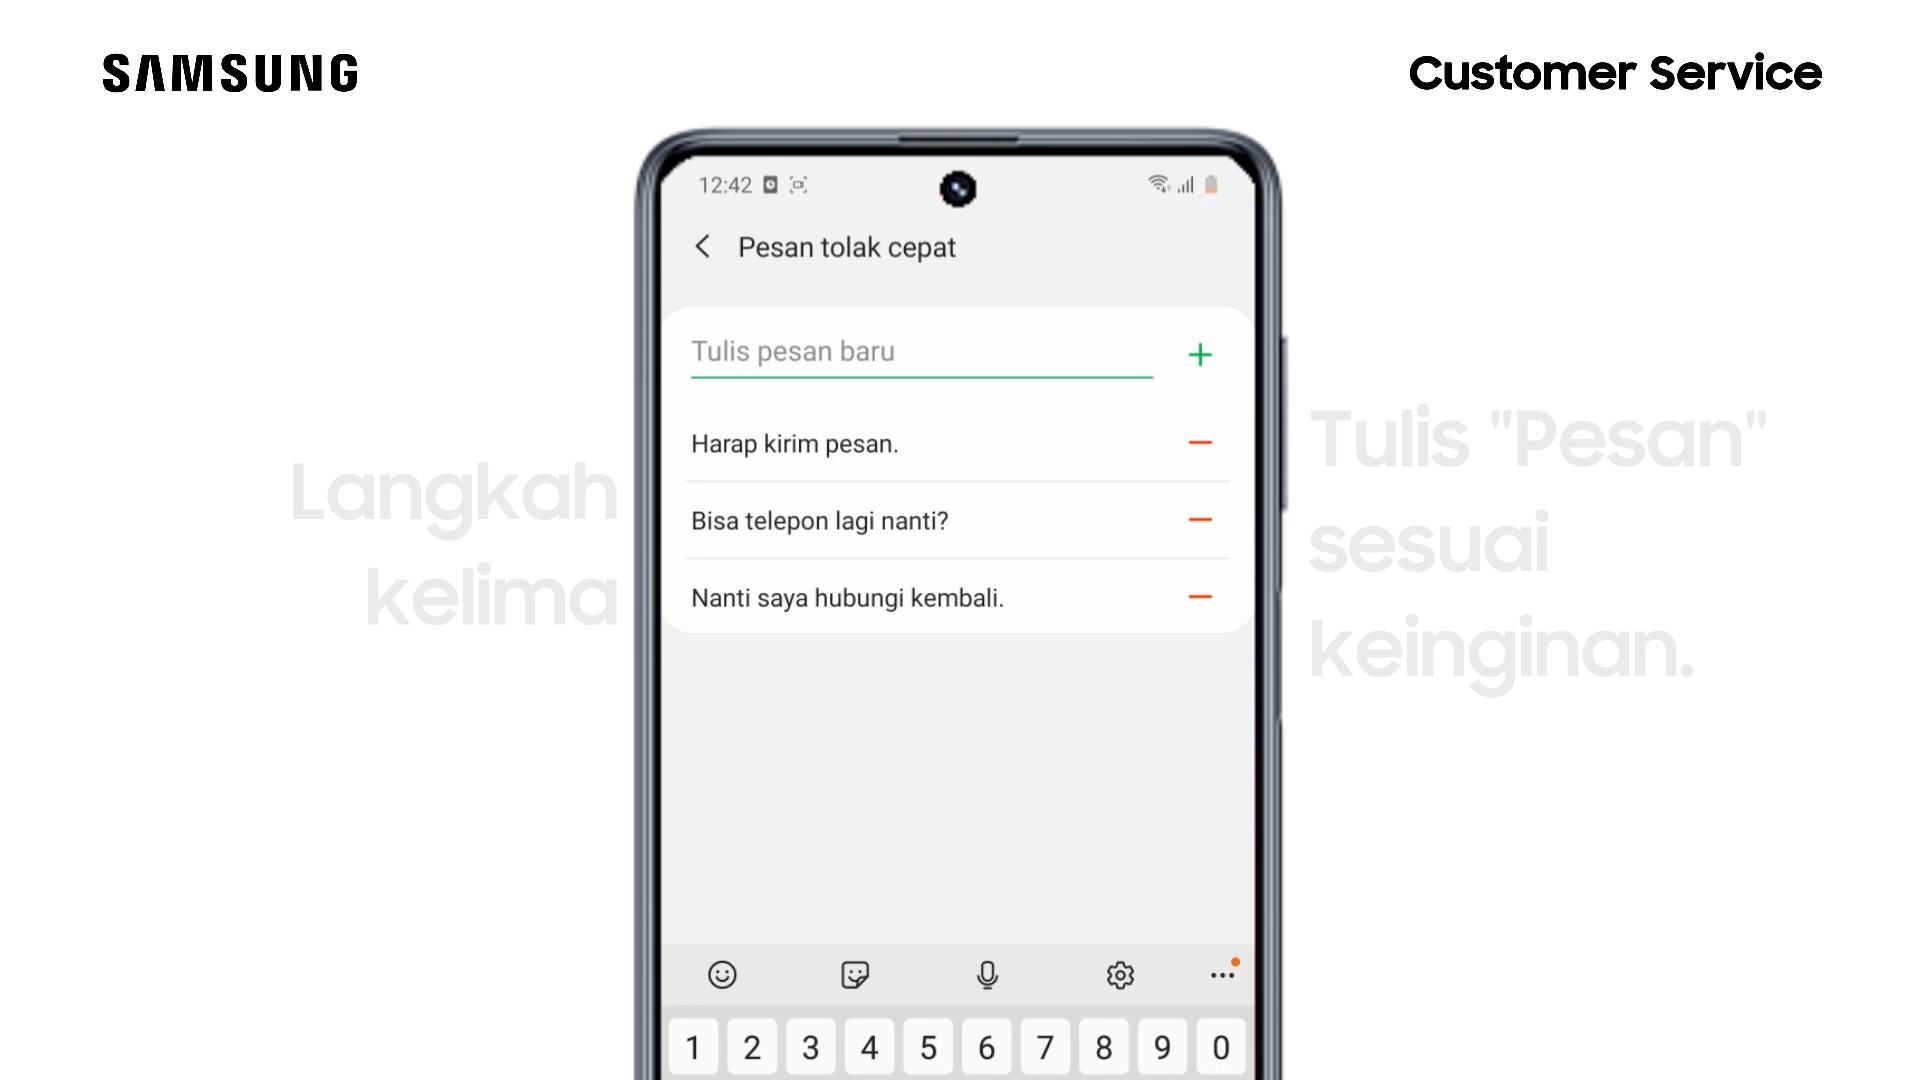 SAMSUNG
Customer Service
12:42
Pesan tolak cepat
Tulis pesan baru
Harap kirim pesan.
Bisa telepon lagi nanti?
Nanti saya hubungi kembali.
Langkah
kelima
Tulis "Pesan"
sesuai
keinginan.
1 2 3 4 5 6 7 8 9 0